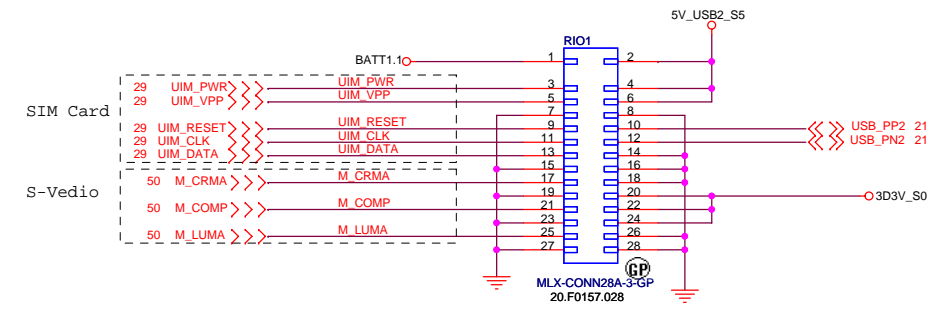 5V_USB2_S5
RIO1
BATT1.1 1 2
SIM Card
29 UIM_PWR UIM_PWR 3 4
29 UIM_VPP UIM_VPP 5 6
7 8
29 UIM_RESET UIM_RESET 9 10 USB_PP2 21
29 UIM_CLK UIM_CLK 11 12 USB_PN2 21
29 UIM_DATA UIM_DATA 13 14
15 16
S-Vedio
50 M_CRMA M_CRMA 17 18
19 20 3D3V_S0
50 M_COMP M_COMP 21 22
23 24
50 M_LUMA M_LUMA 25 26
27 28
GP
MLX-CONN28A-3-GP
20.F0157.028